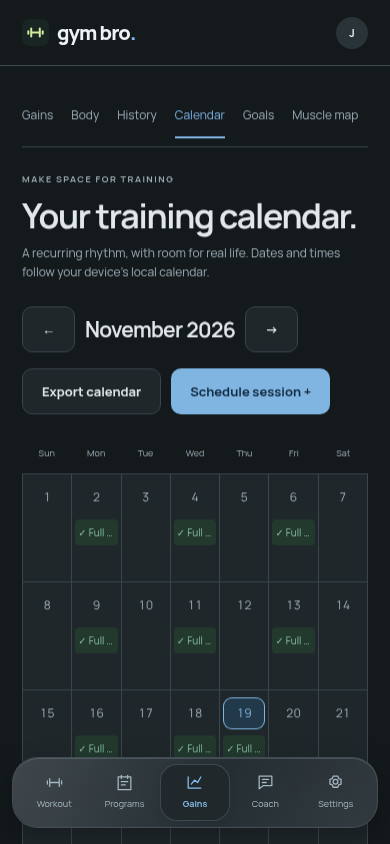 gym bro.
J
Gains Body History Calendar Goals Muscle map
MAKE SPACE FOR TRAINING
Your training calendar.
A recurring rhythm, with room for real life. Dates and times
follow your device's local calendar.
← November 2026 →
Export calendar Schedule session +
Sun Mon Tue Wed Thu Fri Sat
1 2 3 4 5 6 7
✓ Full ... ✓ Full ... ✓ Full ...
8 9 10 11 12 13 14
✓ Full ... ✓ Full ... ✓ Full ...
15 16 17 18 19 20 21
✓ Full ... ✓ Full ... ✓ Full ...
Workout Programs Gains Coach Settings